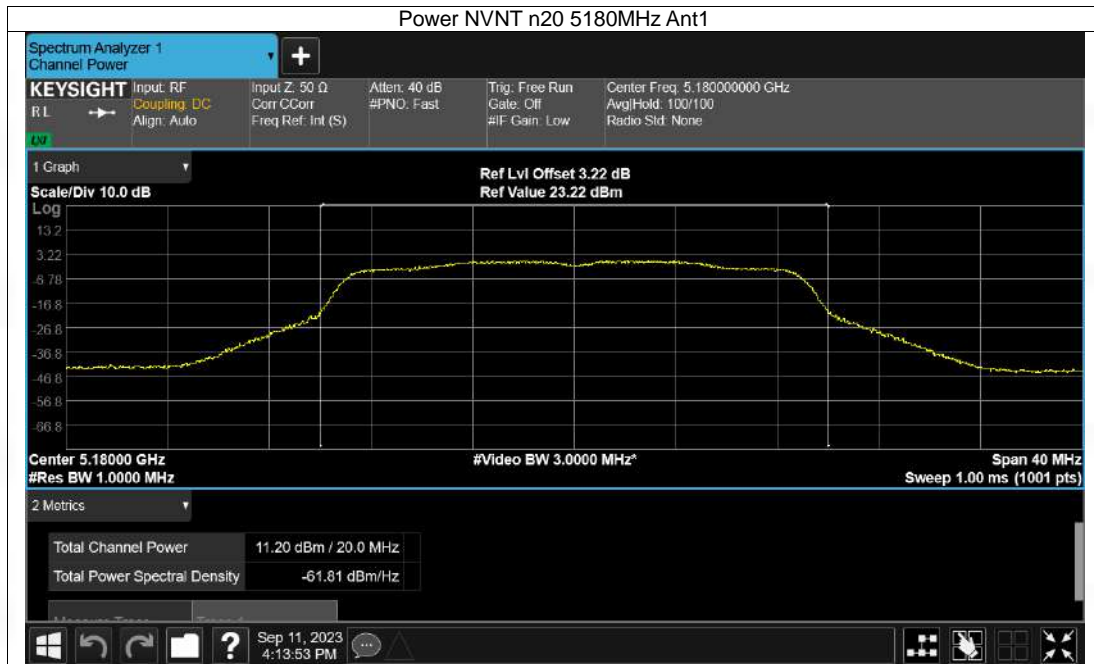 Power NVNT n20 5180MHz Ant1
Spectrum Analyzer 1
Channel Power
+
KEYSIGHT
R L
LXI
Input: RF
Coupling: DC
Align: Auto
Input Z: 50 Ω
Corr CCorr
Freq Ref: Int (S)
Atten: 40 dB
#PNO: Fast
Trig: Free Run
Gate: Off
#IF Gain: Low
Center Freq: 5.180000000 GHz
Avg|Hold: 100/100
Radio Std: None
1 Graph
Scale/Div 10.0 dB
Ref Lvl Offset 3.22 dB
Ref Value 23.22 dBm
Log
13.2
3.22
-6.78
-16.8
-26.8
-36.8
-46.8
-56.8
-66.8
Center 5.18000 GHz
#Video BW 3.0000 MHz*
Span 40 MHz
#Res BW 1.0000 MHz
Sweep 1.00 ms (1001 pts)
2 Metrics
Total Channel Power 11.20 dBm / 20.0 MHz
Total Power Spectral Density -61.81 dBm/Hz
?
Sep 11, 2023
4:13:53 PM